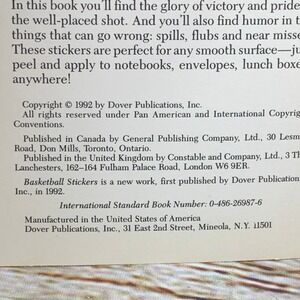 In this book you'll find the glory of victory and pride
the well-placed shot. And you'll also find humor in t
things that can go wrong: spills, flubs and near misse
These stickers are perfect for any smooth surface—ju
peel and apply to notebooks, envelopes, lunch boxe
anywhere!
Copyright © 1992 by Dover Publications, Inc.
All rights reserved under Pan American and International Copyrig
Conventions.
Published in Canada by General Publishing Company, Ltd., 30 Lesm
Road, Don Mills, Toronto, Ontario.
Published in the United Kingdom by Constable and Company, Ltd., 3 Th
Lanchesters, 162–164 Fulham Palace Road, London W6 9ER.
Basketball Stickers is a new work, first published by Dover Publication
Inc., in 1992.
International Standard Book Number: 0-486-26987-6
Manufactured in the United States of America
Dover Publications, Inc., 31 East 2nd Street, Mineola, N.Y. 11501